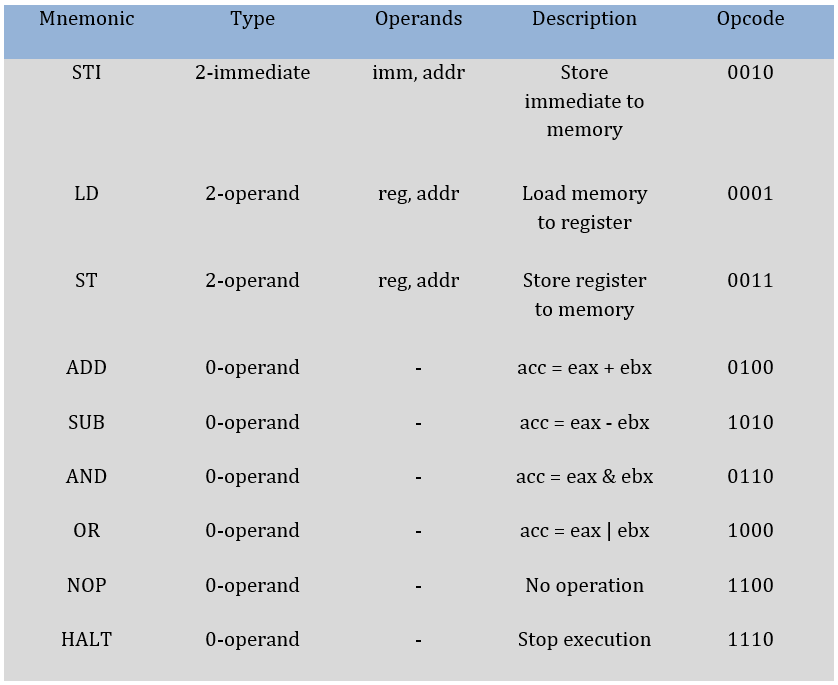 Mnemonic Type Operands Description Opcode
STI 2-immediate imm, addr Store 0010
immediate to
memory
LD 2-operand reg, addr Load memory 0001
to register
ST 2-operand reg, addr Store register 0011
to memory
ADD 0-operand - acc = eax + ebx 0100
SUB 0-operand - acc = eax - ebx 1010
AND 0-operand - acc = eax & ebx 0110
OR 0-operand - acc = eax | ebx 1000
NOP 0-operand - No operation 1100
HALT 0-operand - Stop execution 1110